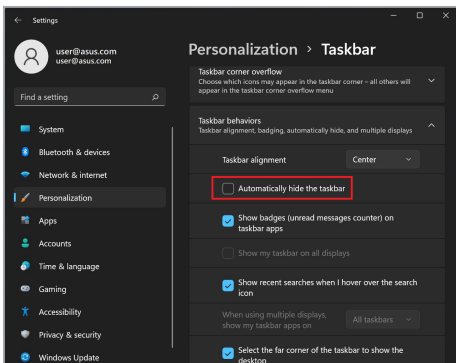 Settings
user@asus.com
user@asus.com
Find a setting
System
Bluetooth & devices
Network & internet
Personalization
Apps
Accounts
Time & language
Gaming
Accessibility
Privacy & security
Windows Update
Personalization > Taskbar
Taskbar corner overflow
Choose which icons may appear in the taskbar corner – all others will
appear in the taskbar corner overflow menu
Taskbar behaviors
Taskbar alignment, badging, automatically hide, and multiple displays
Taskbar alignment
Center
Automatically hide the taskbar
Show badges (unread messages counter) on
taskbar apps
Show my taskbar on all displays
Show recent searches when I hover over the search
icon
When using multiple displays,
show my taskbar apps on
All taskbars
Select the far corner of the taskbar to show the
desktop